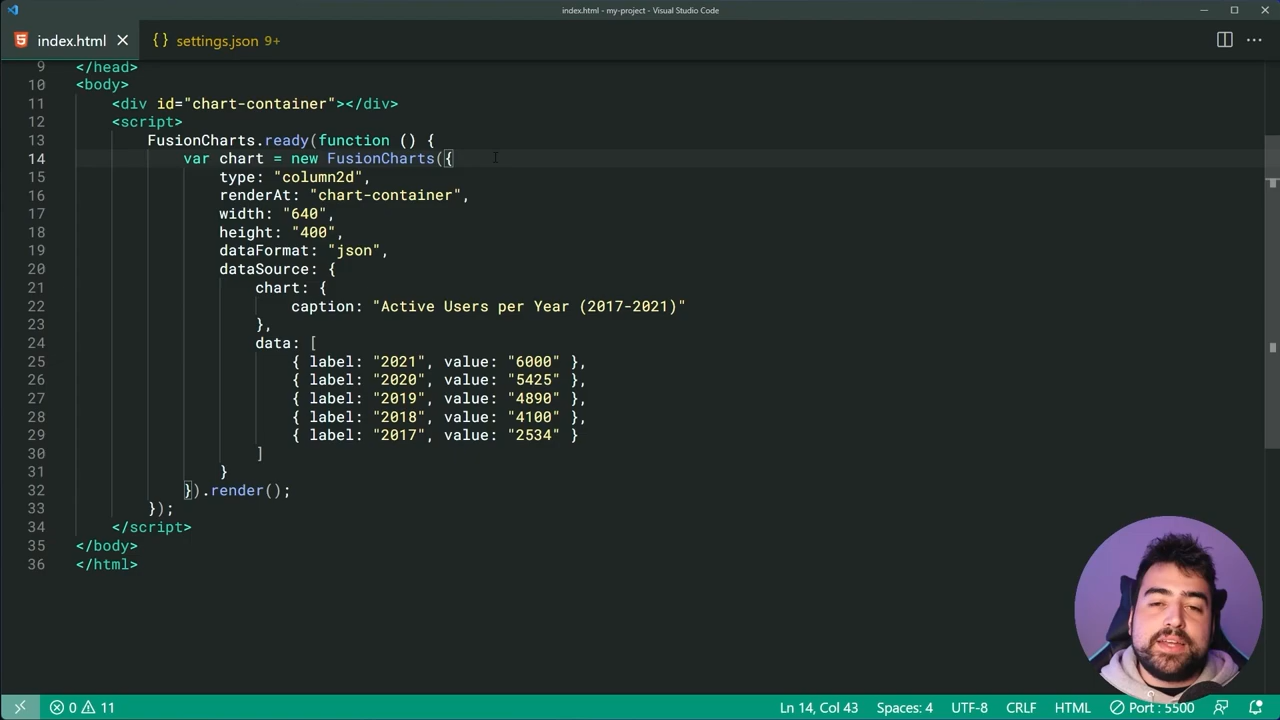 index.html - my-project - Visual Studio Code
index.html
{} settings.json 9+
9 </head>
10 <body>
11 <div id="chart-container"></div>
12 <script>
13 FusionCharts.ready(function () {
14 var chart = new FusionCharts({
15 type: "column2d",
16 renderAt: "chart-container",
17 width: "640",
18 height: "400",
19 dataFormat: "json",
20 dataSource: {
21 chart: {
22 caption: "Active Users per Year (2017-2021)"
23 },
24 data: [
25 { label: "2021", value: "6000" },
26 { label: "2020", value: "5425" },
27 { label: "2019", value: "4890" },
28 { label: "2018", value: "4100" },
29 { label: "2017", value: "2534" }
30 ]
31 }
32 }).render();
33 });
34 </script>
35 </body>
36 </html>
0 11 Ln 14, Col 43 Spaces: 4 UTF-8 CRLF HTML Port : 5500